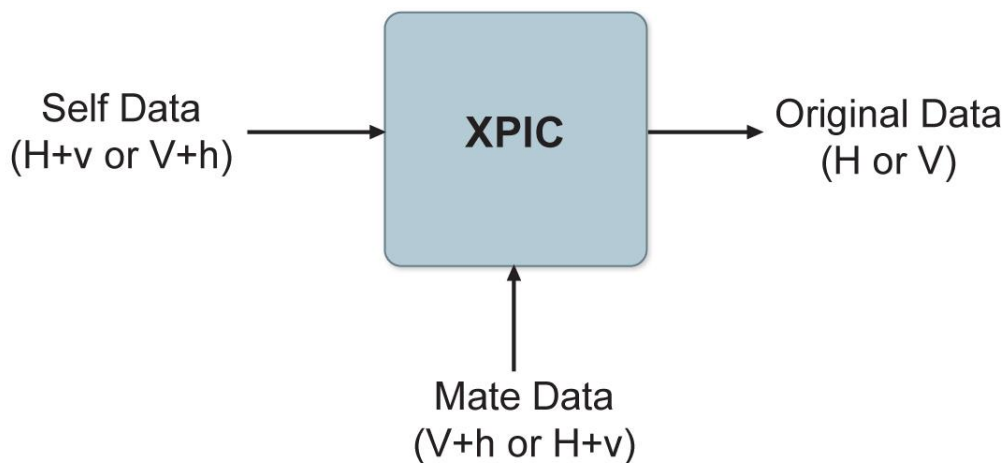 Self Data
(H+v or V+h)
XPIC
Original Data
(H or V)
Mate Data
(V+h or H+v)